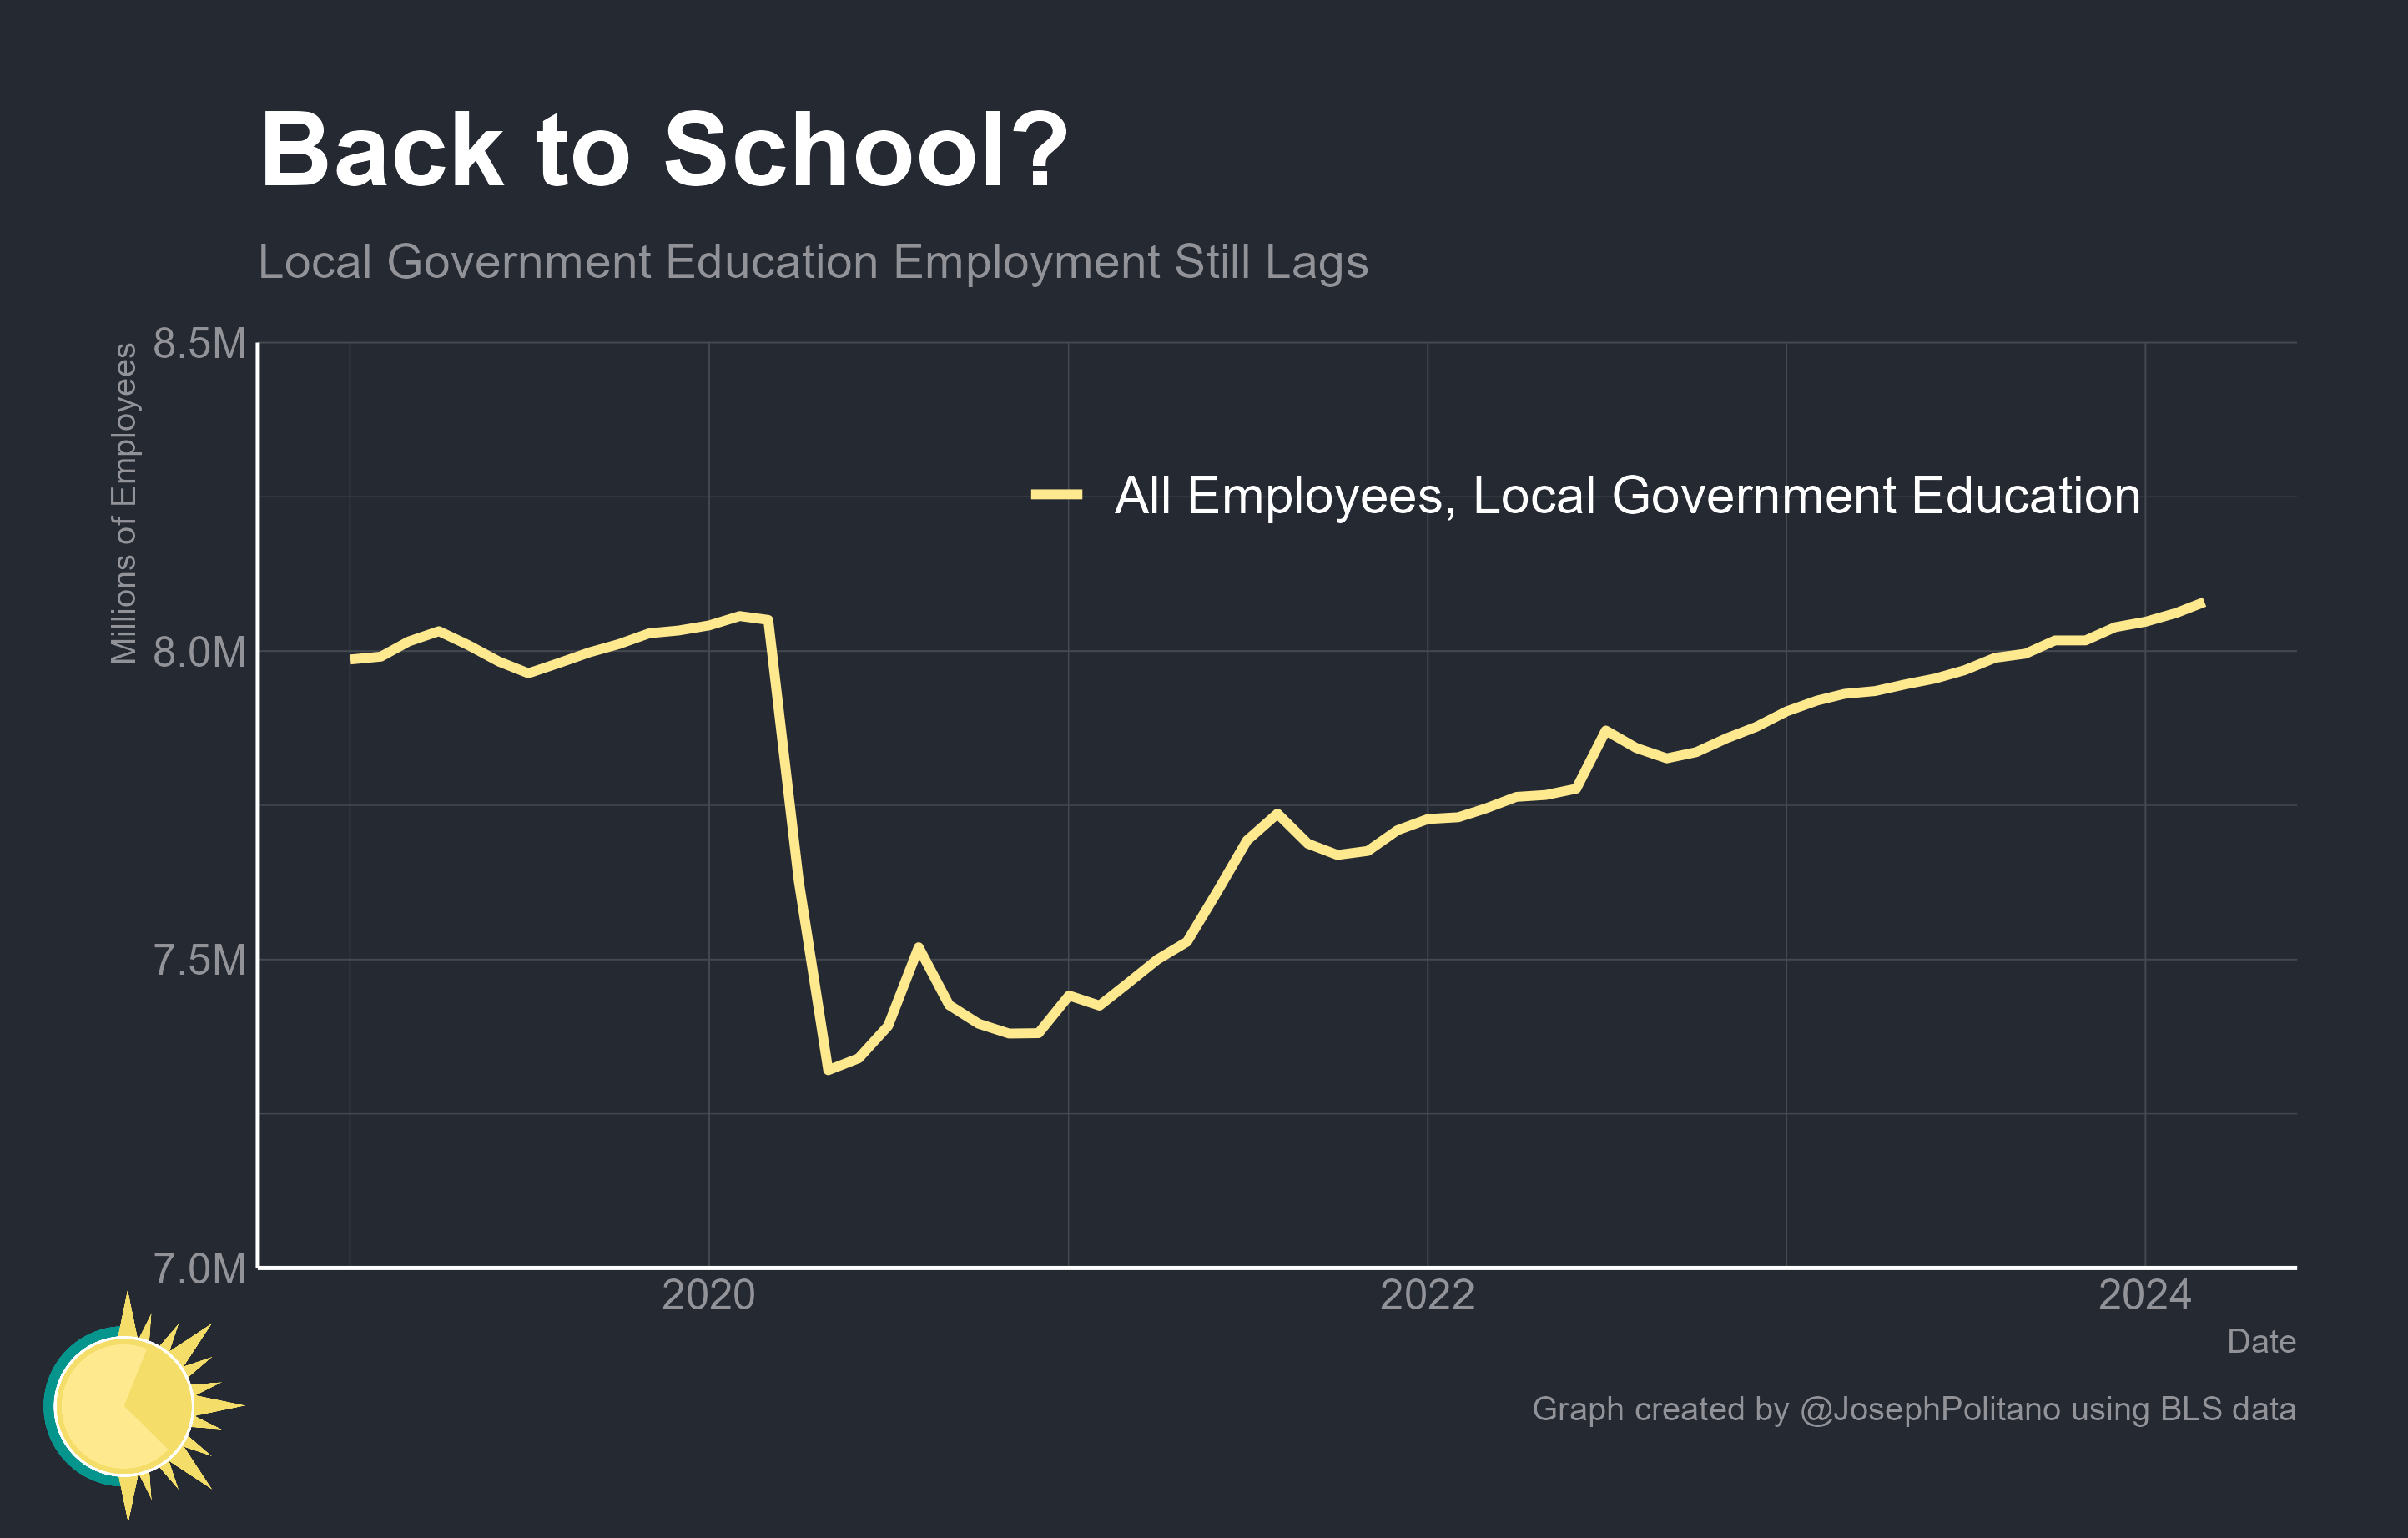 Back to School?
Local Government Education Employment Still Lags
Millions of Employees
8.5M
8.0M
7.5M
7.0M
All Employees, Local Government Education
2020
2022
2024
Date
Graph created by @JosephPolitano using BLS data